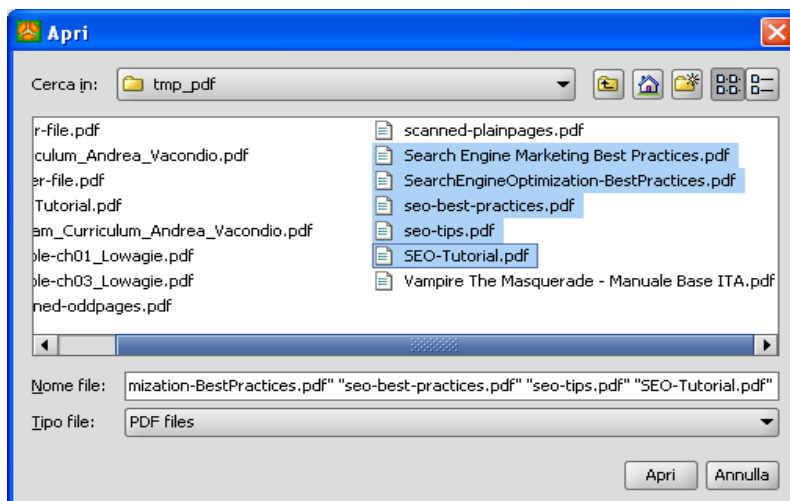 Apri
Cerca in: tmp_pdf
r-file.pdf
iculum_Andrea_Vacondio.pdf
er-file.pdf
Tutorial.pdf
am_Curriculum_Andrea_Vacondio.pdf
ple-ch01_Lowagie.pdf
ple-ch03_Lowagie.pdf
ned-oddpages.pdf
scanned-plainpages.pdf
Search Engine Marketing Best Practices.pdf
SearchEngineOptimization-BestPractices.pdf
seo-best-practices.pdf
seo-tips.pdf
SEO-Tutorial.pdf
Vampire The Masquerade - Manuale Base ITA.pdf
Nome file: mization-BestPractices.pdf" "seo-best-practices.pdf" "seo-tips.pdf" "SEO-Tutorial.pdf"
Tipo file: PDF files
Apri Annulla